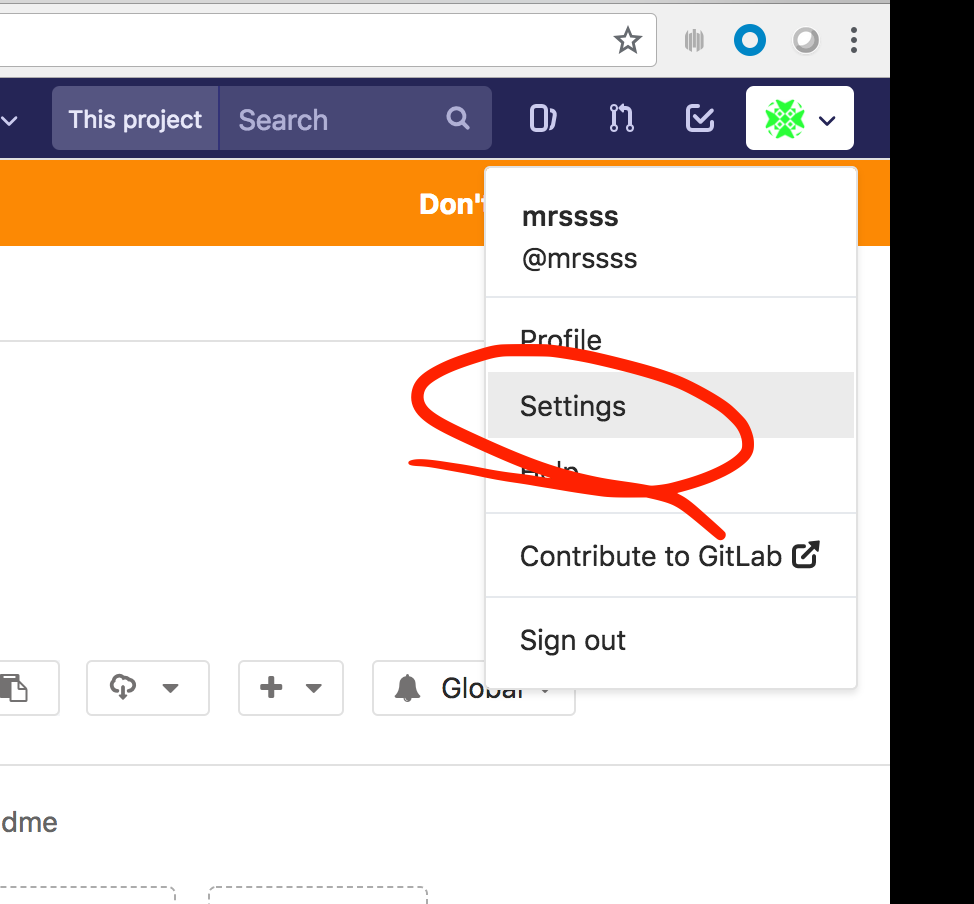 This project
Search
Don't
mrssss
@mrssss
Profile
Settings
Help
Contribute to GitLab
Sign out
Global
dme